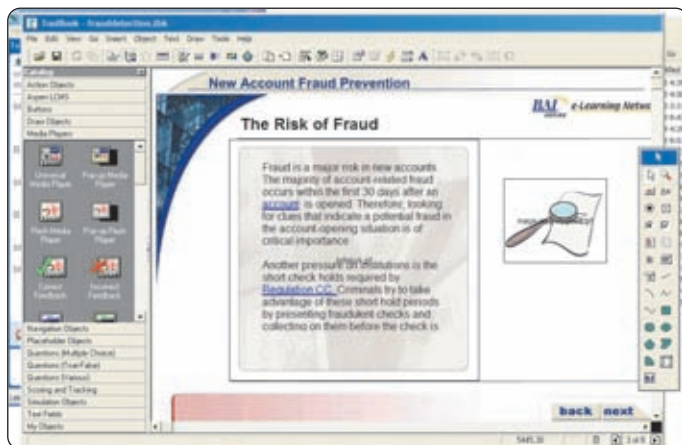 ToolBook - frauddetection.tbk
File Edit View Go Insert Object Text Draw Tools Help
Catalog
Action Objects
Aspen LCMS
Buttons
Draw Objects
Media Players
Universal Media Player
Pop-up Media Player
Flash Media Player
Pop-up Flash Player
Correct Feedback
Incorrect Feedback
Navigation Objects
Placeholder Objects
Questions (Multiple Choice)
Questions (True-False)
Questions (Various)
Scoring and Tracking
Simulation Objects
Text Fields
My Objects
New Account Fraud Prevention
BAI e-Learning Netwo
The Risk of Fraud
Fraud is a major risk in new accounts.
The majority of account-related fraud
occurs within the first 30 days after an
account is opened. Therefore, looking
for clues that indicate a potential fraud in
the account-opening situation is of
critical importance.
Another pressure on institutions is the
short check holds required by
Regulation CC. Criminals try to take
advantage of these short hold periods
by presenting fraudulent checks and
collecting on them before the check is
back next
5445,30
3 of 8